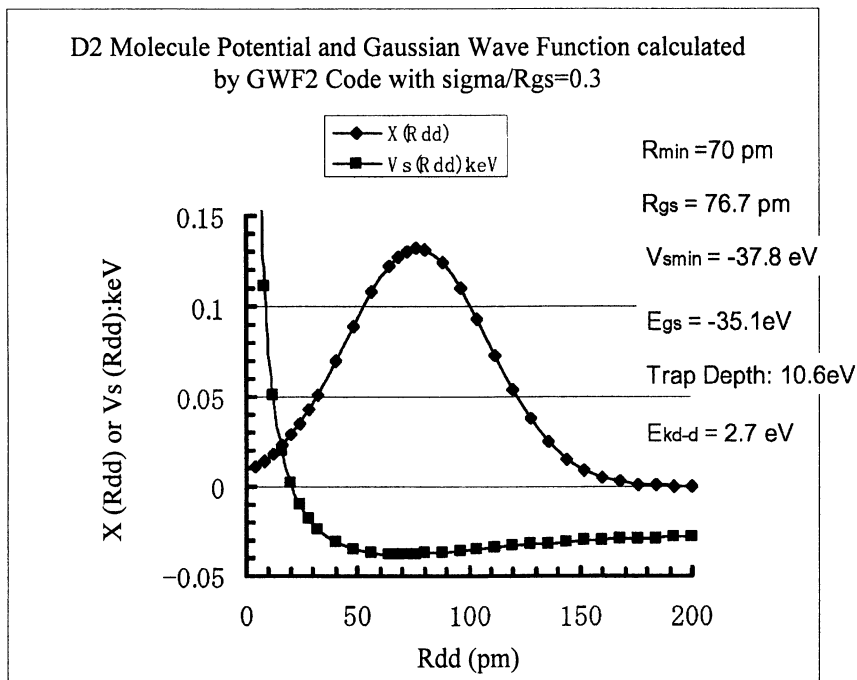 D2 Molecule Potential and Gaussian Wave Function calculated
by GWF2 Code with sigma/Rgs=0.3
X(Rdd)
Vs(Rdd)keV
Rmin =70 pm
Rgs = 76.7 pm
Vsmin = -37.8 eV
Egs = -35.1eV
Trap Depth: 10.6eV
Ekd-d = 2.7 eV
X (Rdd) or Vs (Rdd):keV
0.15
0.1
0.05
0
-0.05
0
50
100
150
200
Rdd (pm)